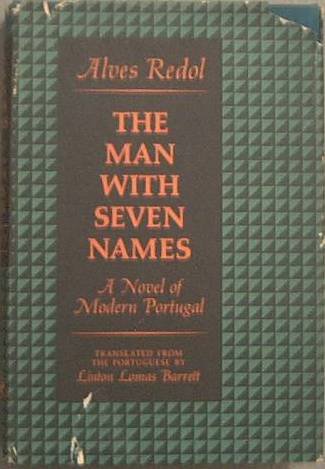 Alves Redol
THE
MAN
WITH
SEVEN
NAMES
A Novel of
Modern Portugal
TRANSLATED FROM
THE PORTUGUESE BY
Linton Lomas Barrett